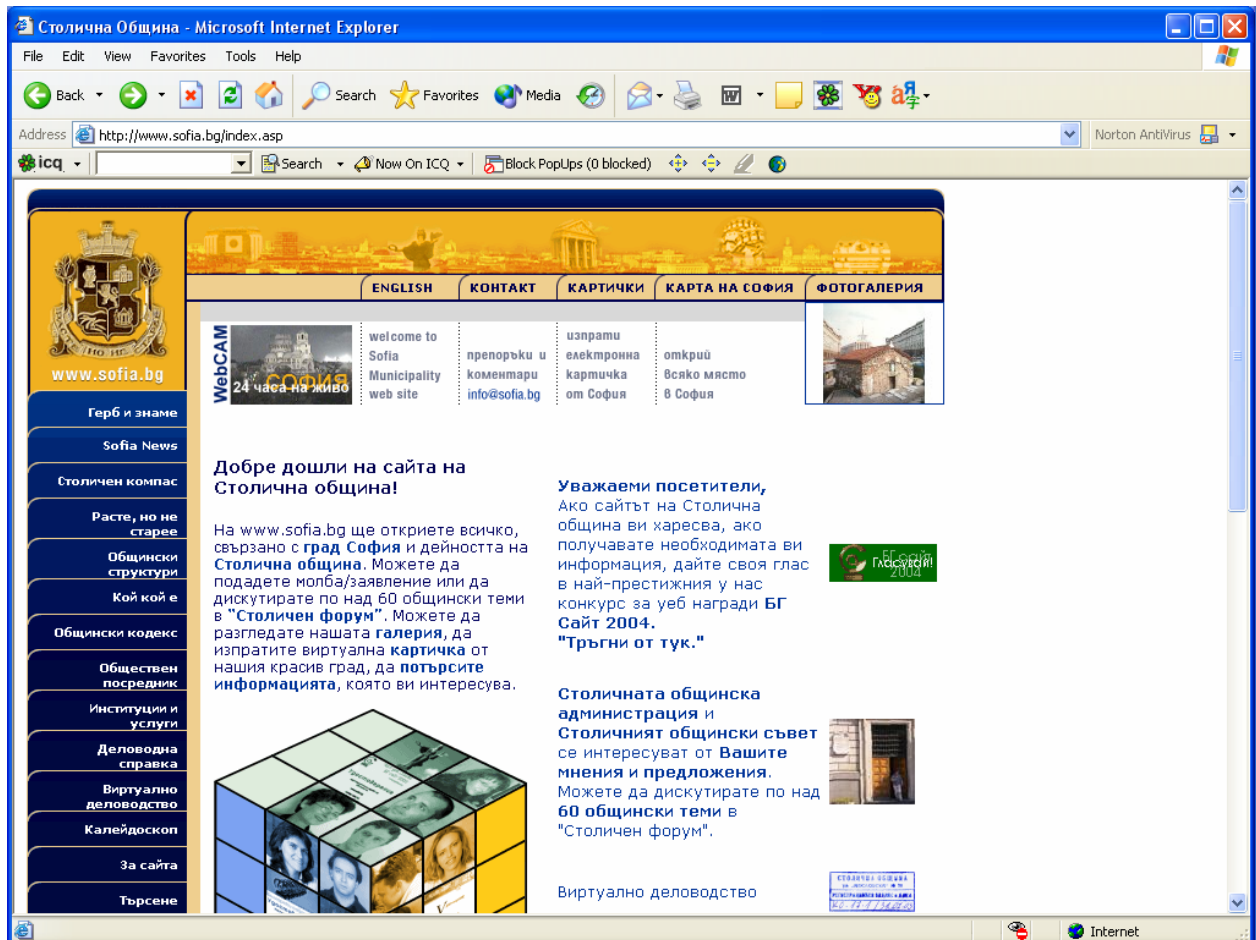 Столична Община - Microsoft Internet Explorer
File Edit View Favorites Tools Help
Back Search Favorites Media
Address http://www.sofia.bg/index.asp Norton AntiVirus
icq Search Now On ICQ Block PopUps (0 blocked)
ENGLISH КОНТАКТ КАРТИЧКИ КАРТА НА СОФИЯ ФОТОГАЛЕРИЯ
www.sofia.bg
WebCAM
СОФИЯ
24 часа на живо
welcome to
Sofia
Municipality
web site
препоръки и
коментари
info@sofia.bg
изпрати
електронна
картичка
от София
открий
всяко място
в София
Герб и знаме
Sofia News
Столичен компас
Расте, но не
старее
Общински
структури
Кой кой е
Общински кодекс
Обществен
посредник
Институции и
услуги
Деловодна
справка
Виртуално
деловодство
Калейдоскоп
За сайта
Търсене
Добре дошли на сайта на
Столична община!
На www.sofia.bg ще откриете всичко,
свързано с град София и дейността на
Столична община. Можете да
подадете молба/заявление или да
дискутирате по над 60 общински теми
в "Столичен форум". Можете да
разгледате нашата галерия, да
изпратите виртуална картичка от
нашия красив град, да потърсите
информацията, която ви интересува.
Уважаеми посетители,
Ако сайтът на Столична
община ви харесва, ако
получавате необходимата ви
информация, дайте своя глас
в най-престижния у нас
конкурс за уеб награди БГ
Сайт 2004.
"Тръгни от тук."
БГ сайт
Гласувай!
2004
Столичната общинска
администрация и
Столичният общински съвет
се интересуват от Вашите
мнения и предложения.
Можете да дискутирате по над
60 общински теми в
"Столичен форум".
Виртуално деловодство
СТОЛИЧНА ОБЩИНА
Internet